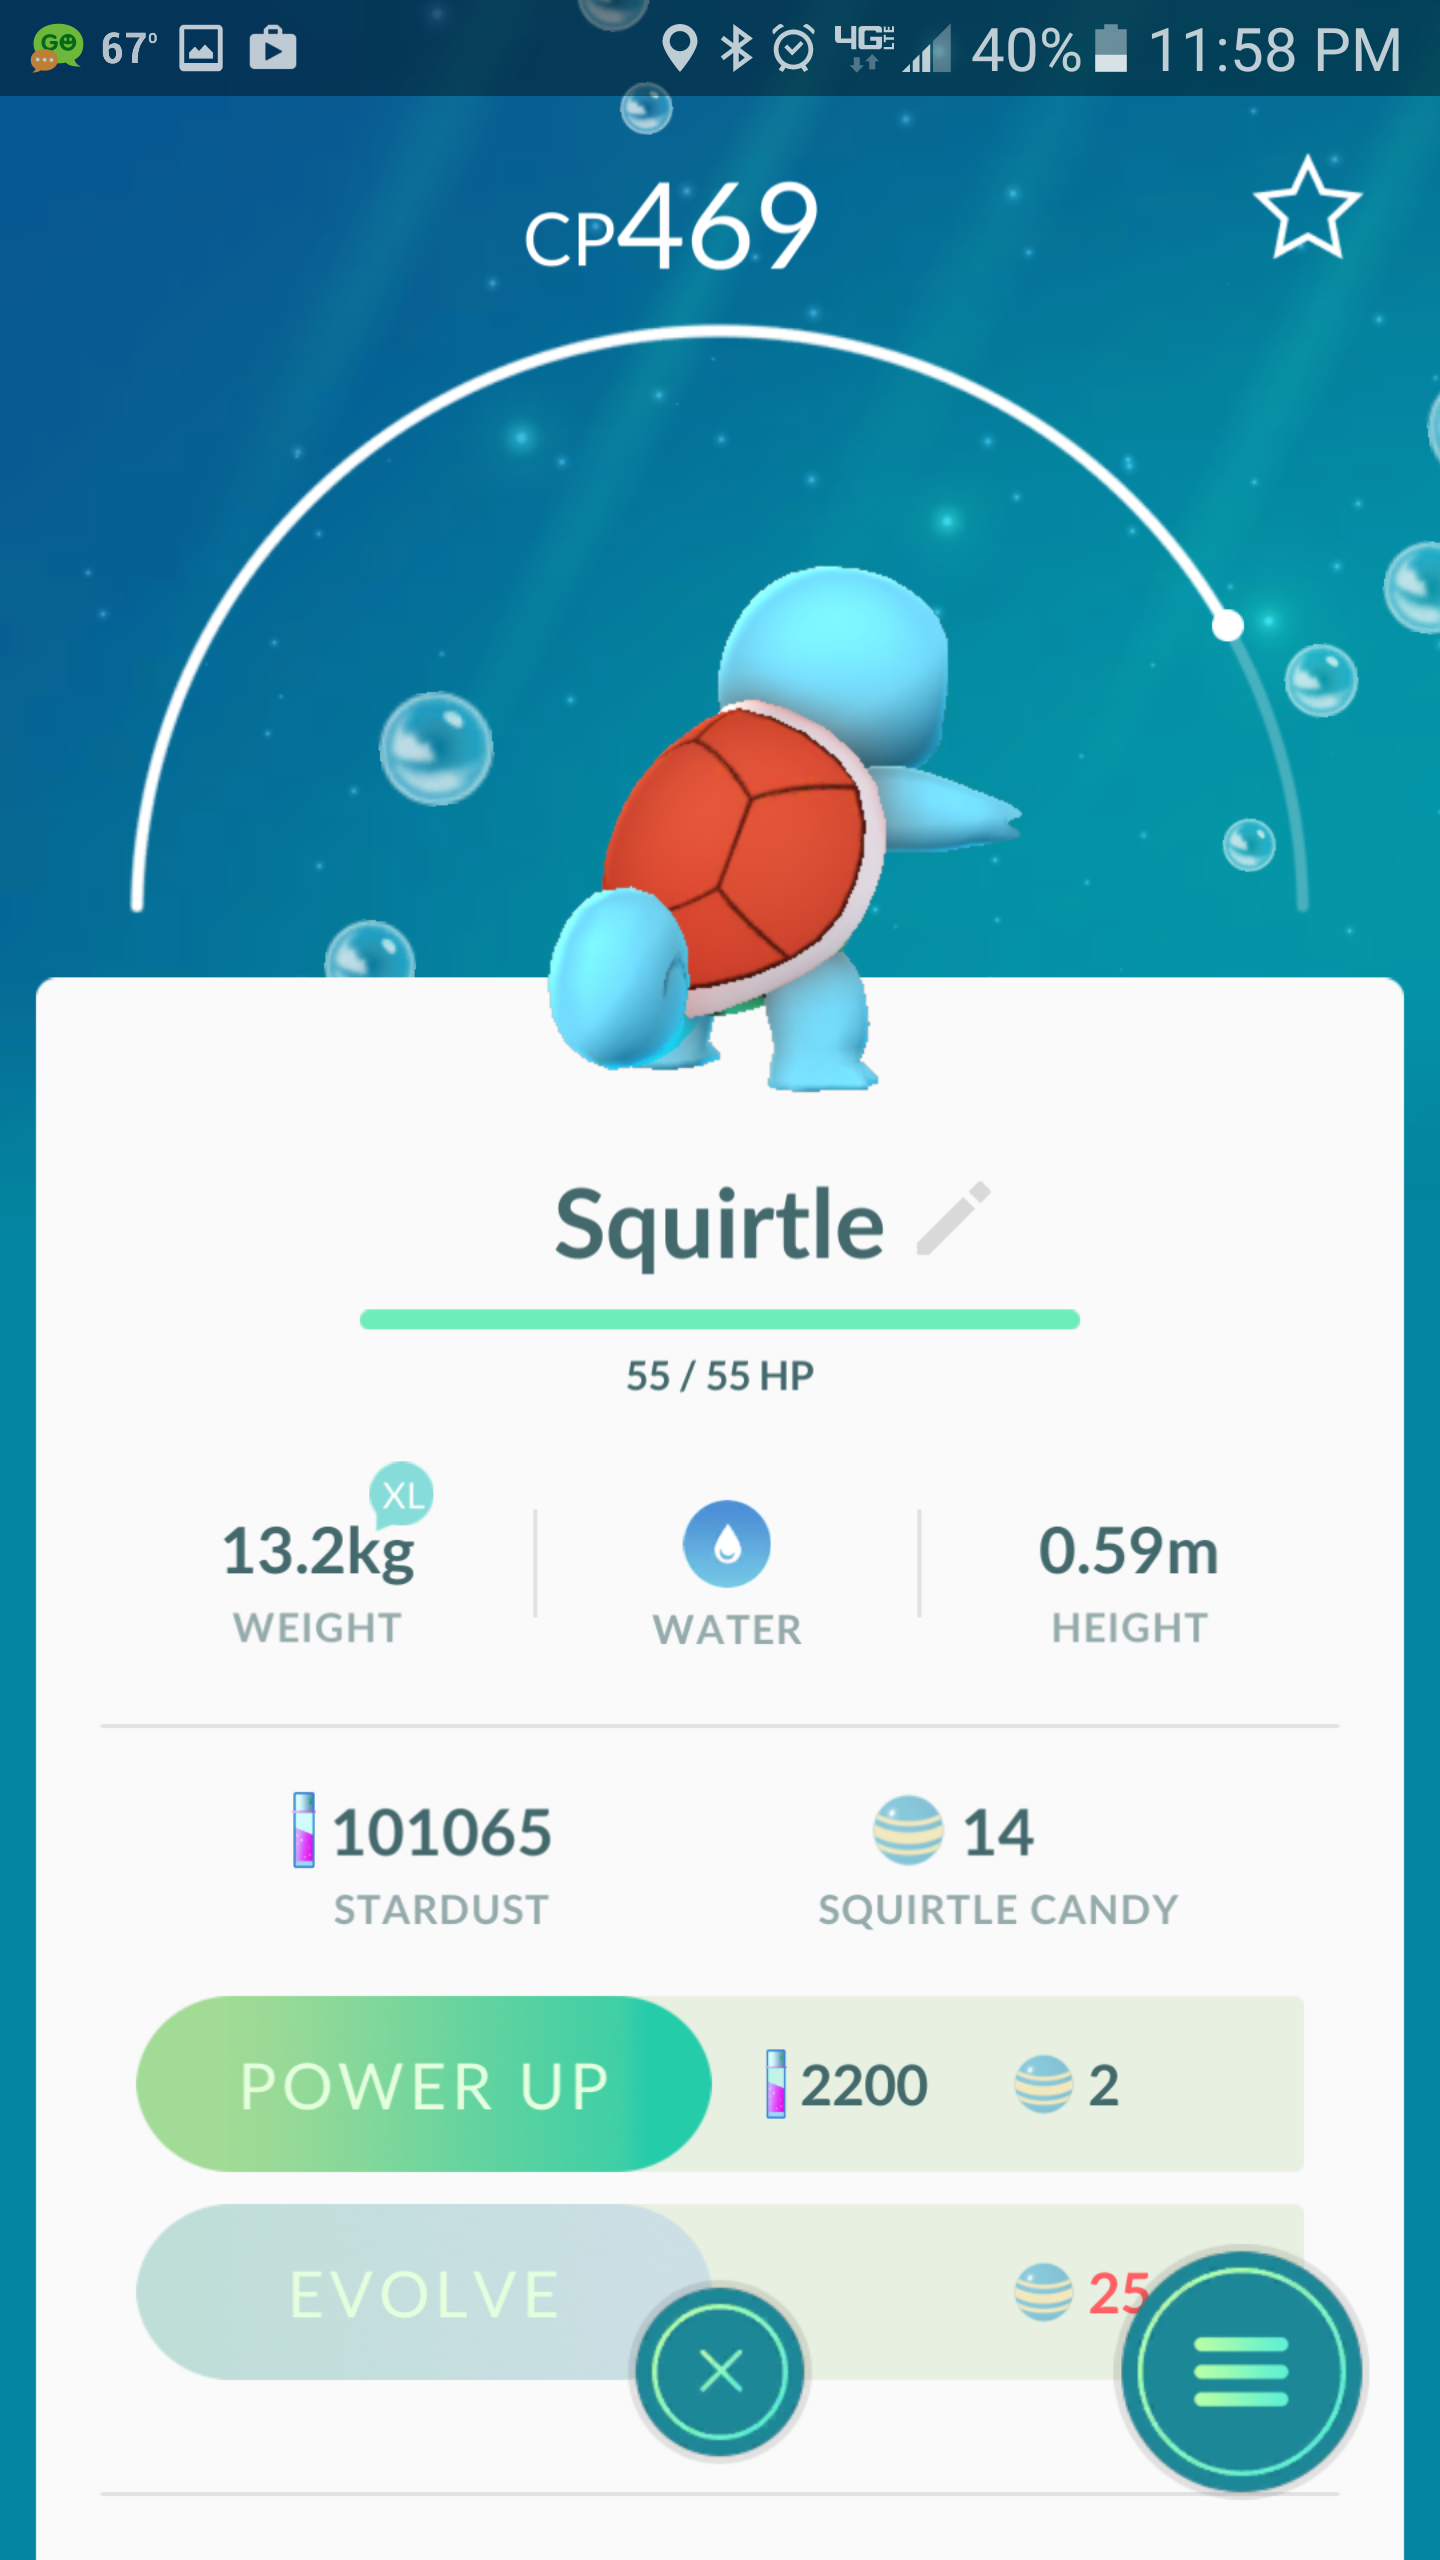 GO 67° 4G LTE 40% 11:58 PM
CP469
Squirtle
55 / 55 HP
XL
13.2kg 0.59m
WEIGHT WATER HEIGHT
101065 14
STARDUST SQUIRTLE CANDY
POWER UP 2200 2
EVOLVE 25